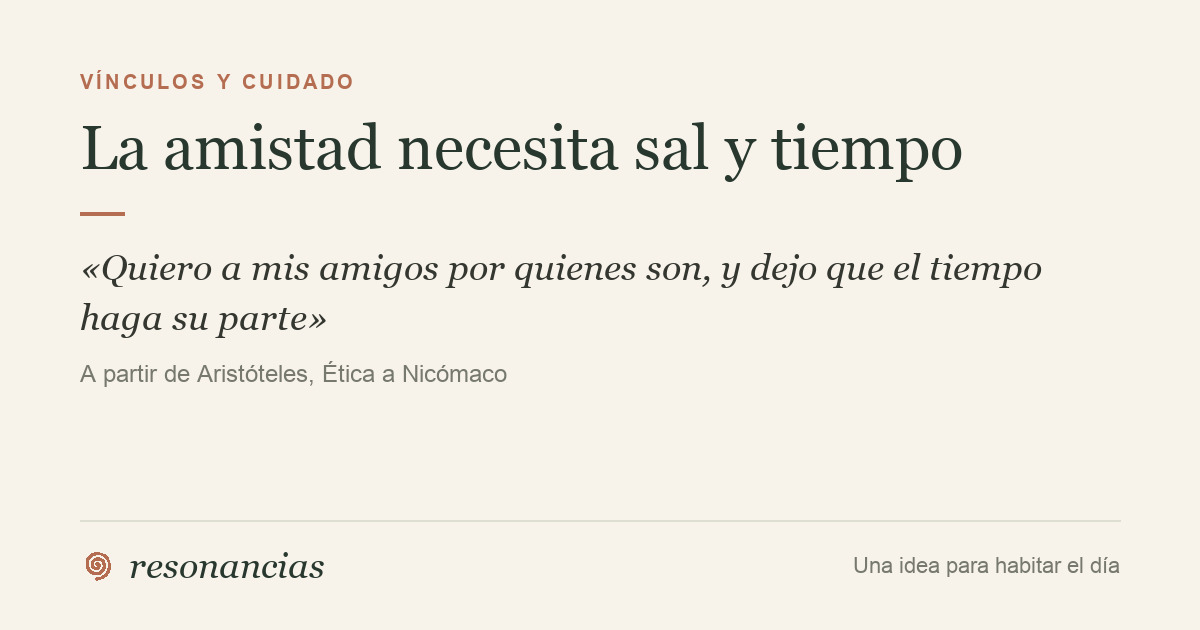 VÍNCULOS Y CUIDADO
La amistad necesita sal y tiempo
«Quiero a mis amigos por quienes son, y dejo que el tiempo
haga su parte»
A partir de Aristóteles, Ética a Nicómaco
resonancias
Una idea para habitar el día